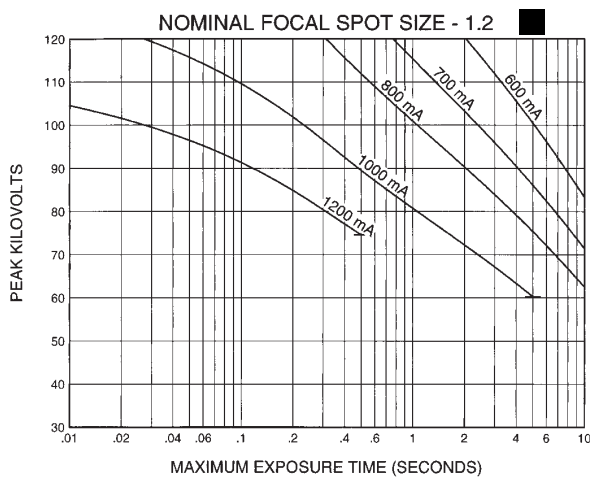 NOMINAL FOCAL SPOT SIZE - 1.2
120
110
100
90
80
70
60
50
40
30
PEAK KILOVOLTS
600 mA
700 mA
800 mA
1000 mA
1200 mA
.01 .02 .04 .06 .1 .2 .4 .6 1 2 4 6 10
MAXIMUM EXPOSURE TIME (SECONDS)